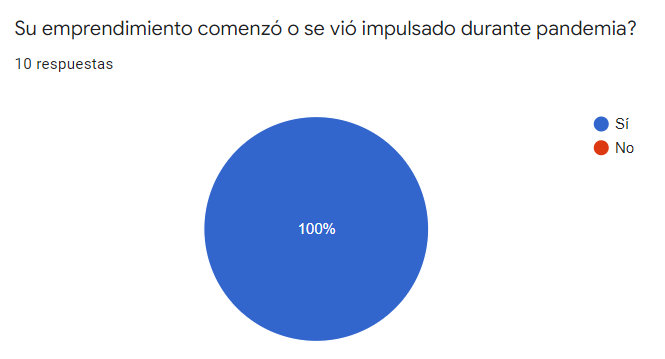 Su emprendimiento comenzó o se vió impulsado durante pandemia?
10 respuestas
Sí
No
100%